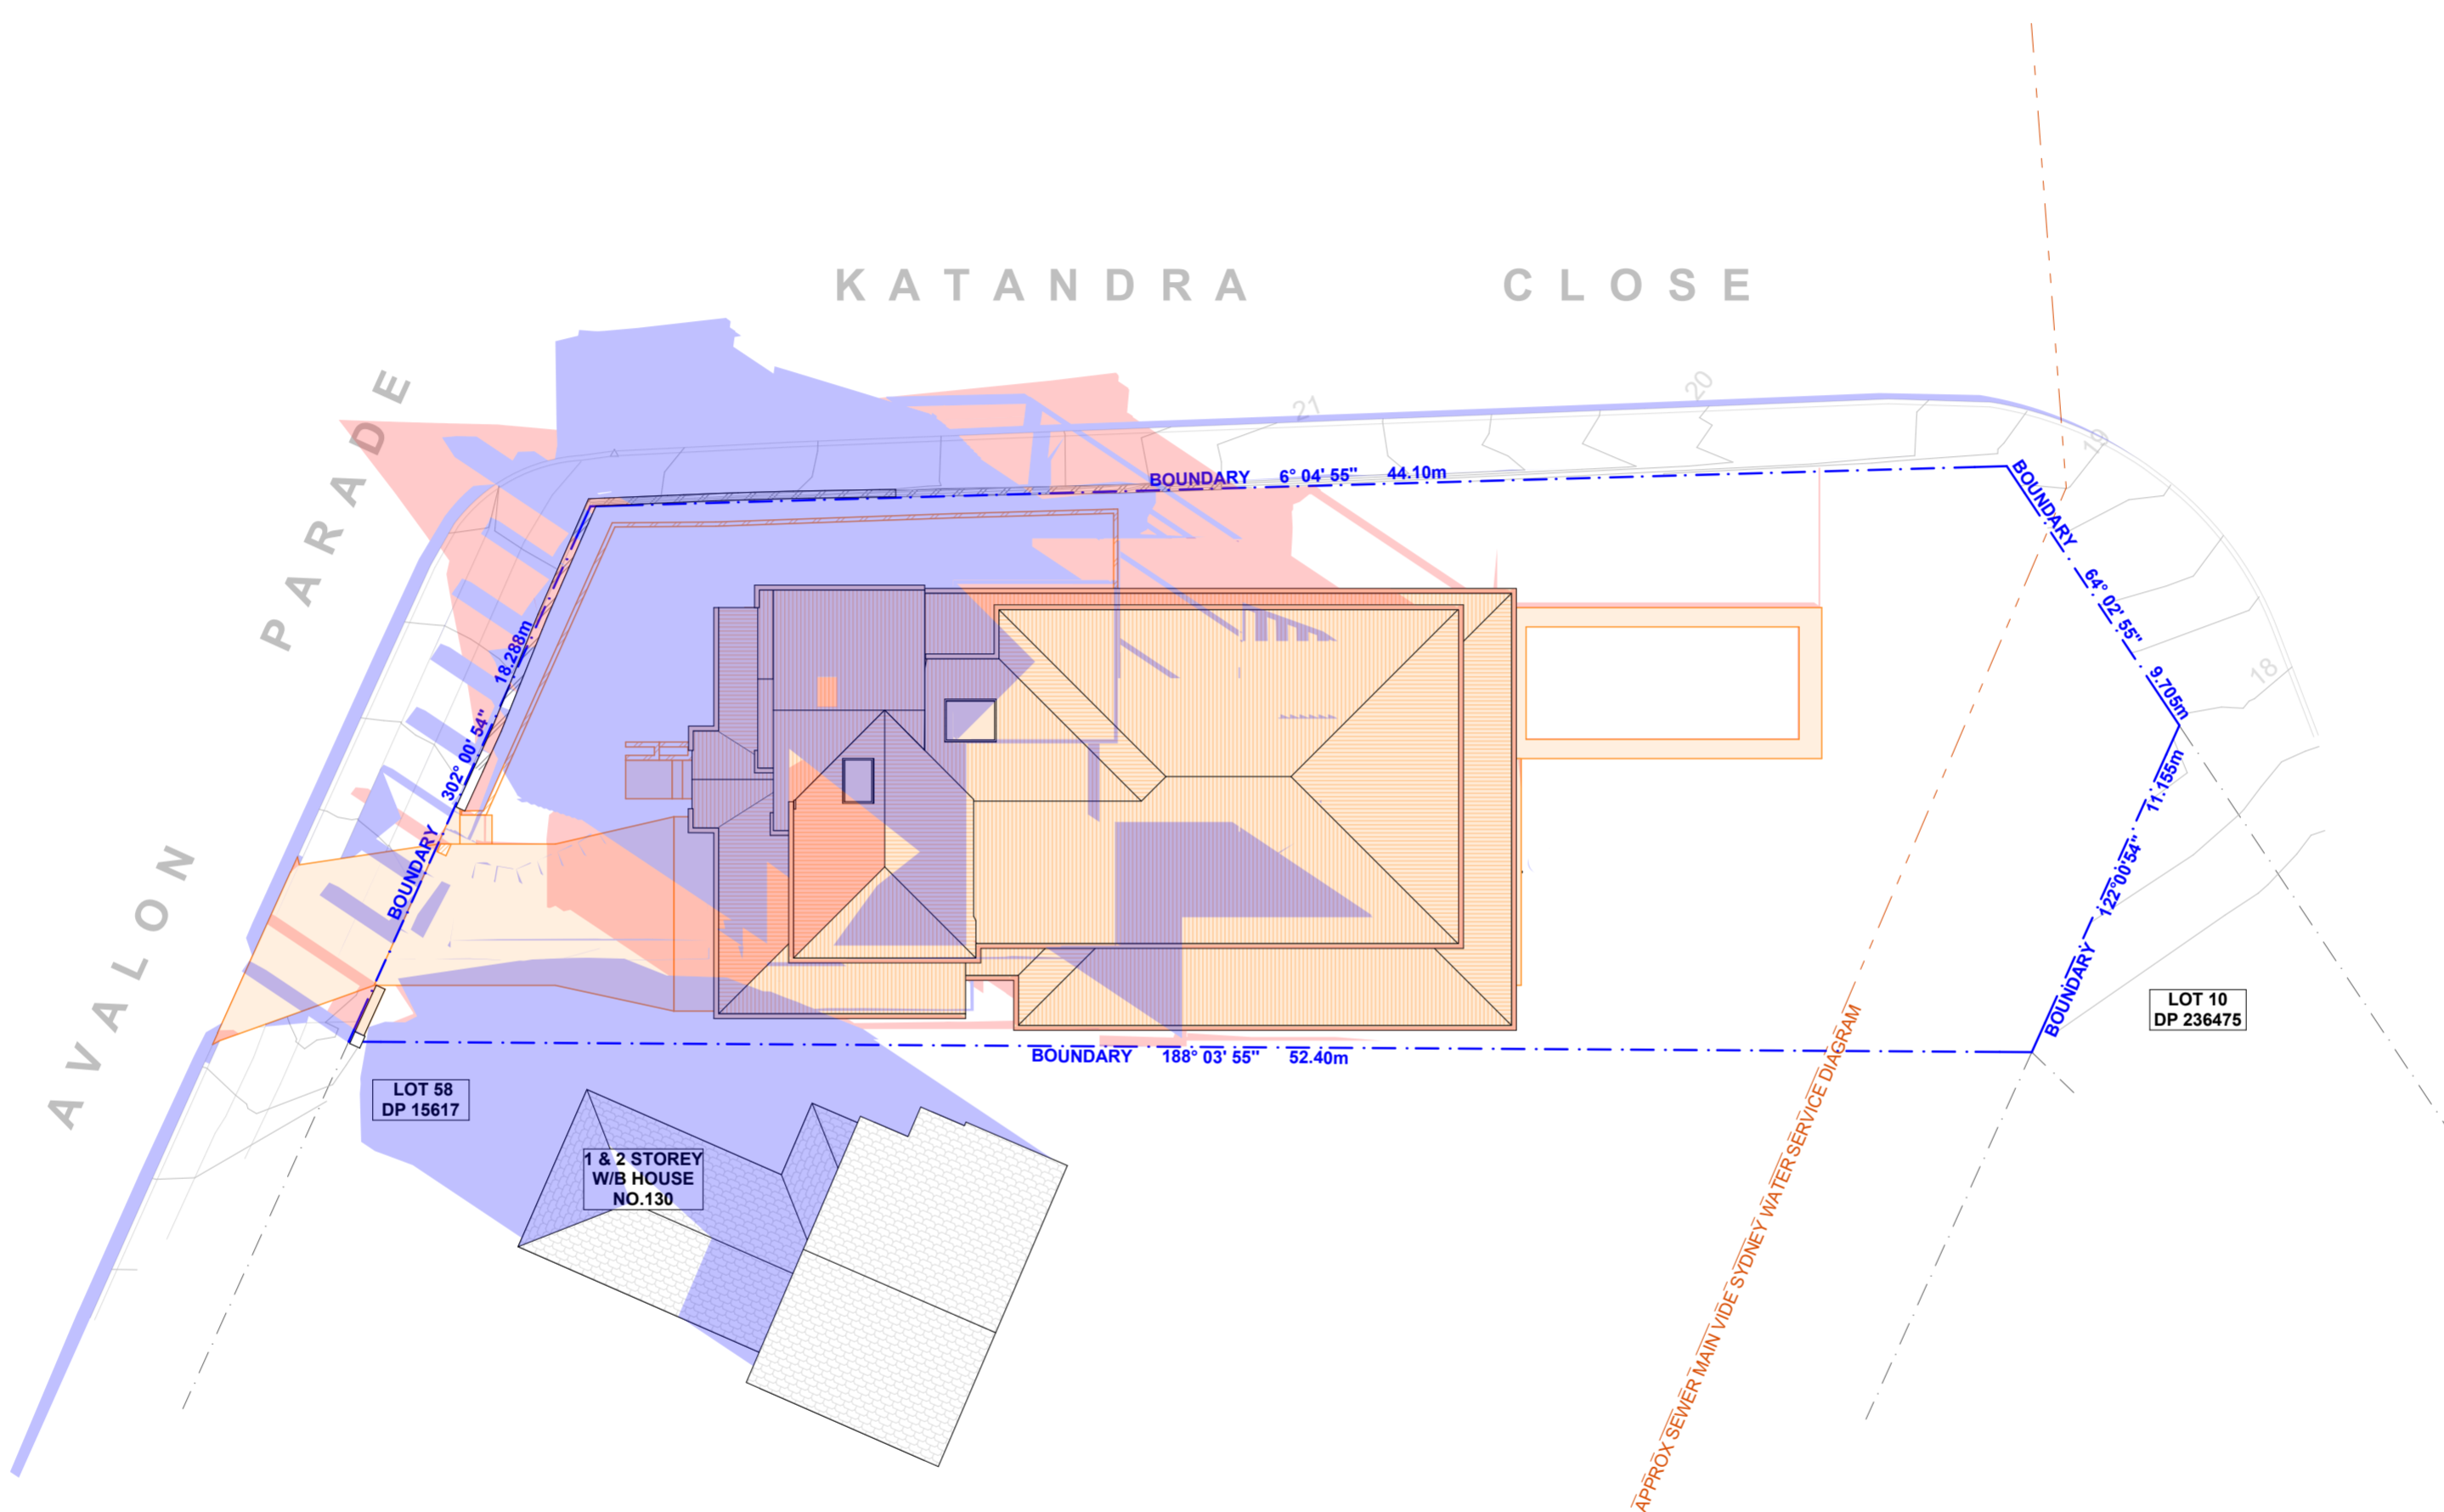 KATANDRA CLOSE
AVALON PARADE
21
20
19
18
BOUNDARY 6° 04' 55" 44.10m
BOUNDARY 64° 02' 55" 9.705m
BOUNDARY 122°00'54" 11.155m
BOUNDARY 302° 00' 54" 18.288m
BOUNDARY 188° 03' 55" 52.40m
LOT 10
DP 236475
LOT 58
DP 15617
1 & 2 STOREY
W/B HOUSE
NO.130
APPROX SEWER MAIN VIDE SYDNEY WATER SERVICE DIAGRAM